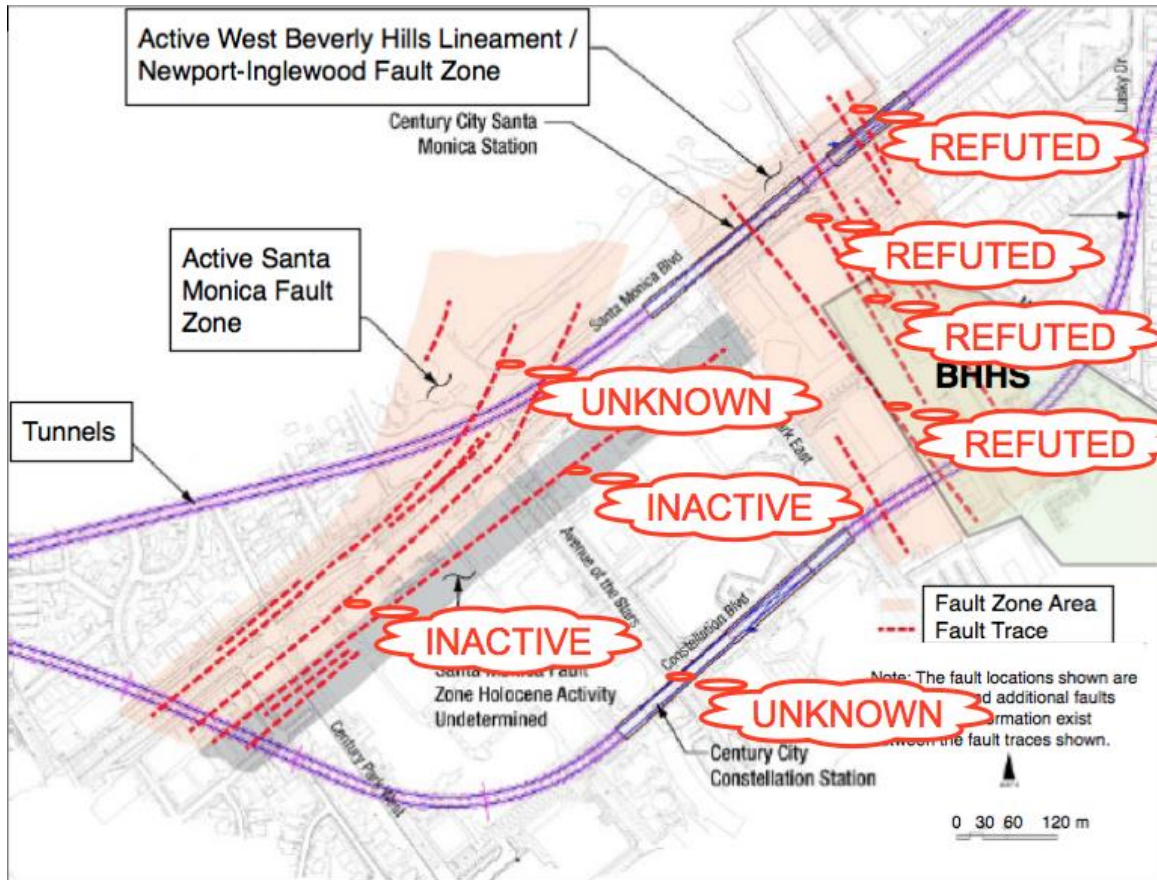 Active West Beverly Hills Lineament /
Newport-Inglewood Fault Zone
Century City Santa
Monica Station
Lasky Dr
REFUTED
Active Santa
Monica Fault
Zone
Santa Monica Blvd
REFUTED
REFUTED
BHHS
UNKNOWN
Tunnels
REFUTED
INACTIVE
Avenue of the Stars
Constellation Blvd
Fault Zone Area
Fault Trace
INACTIVE
Zone Holocene Activity
Undetermined
Century Park West
UNKNOWN
Century City
Constellation Station
Note: The fault locations shown are
additional faults
exist
the fault traces shown.
0 30 60 120 m